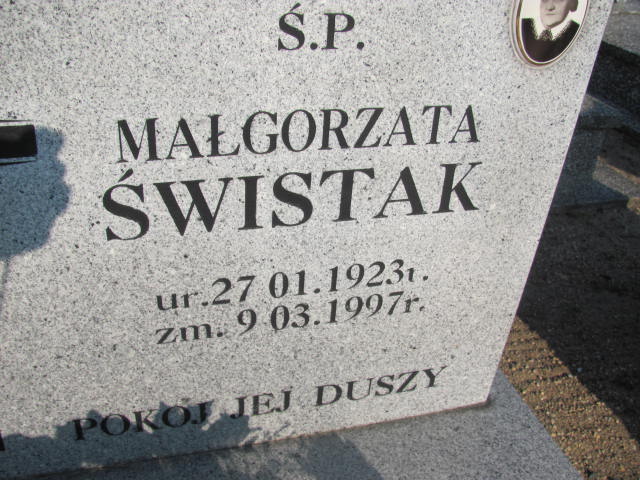 Ś.P.
MAŁGORZATA
ŚWISTAK
ur.27 01.1923r.
zm. 9 03.1997r.
POKÓJ JEJ DUSZY